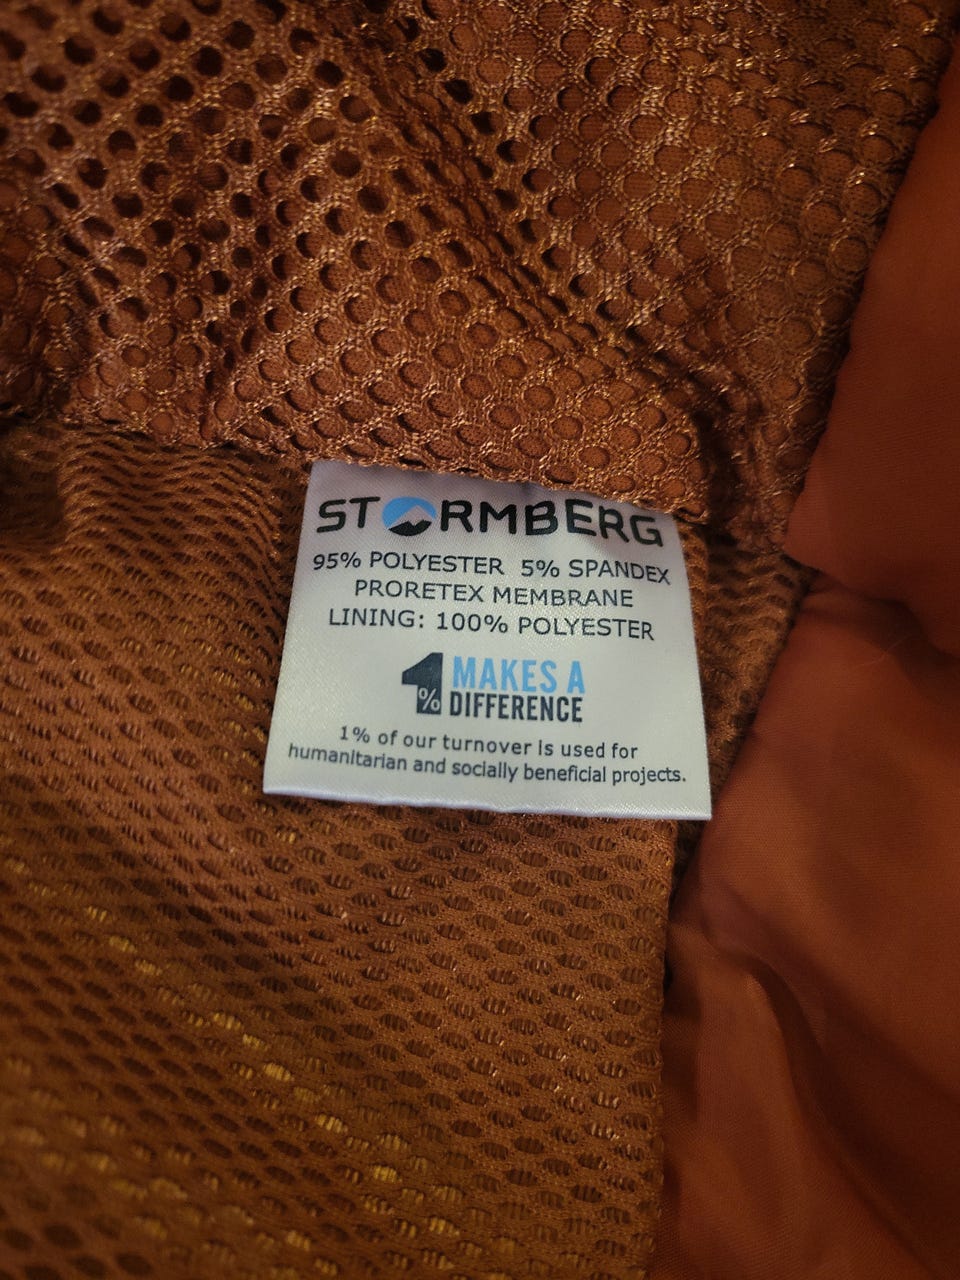 STORMBERG
95% POLYESTER 5% SPANDEX
PRORETEX MEMBRANE
LINING: 100% POLYESTER
1% MAKES A
DIFFERENCE
1% of our turnover is used for
humanitarian and socially beneficial projects.